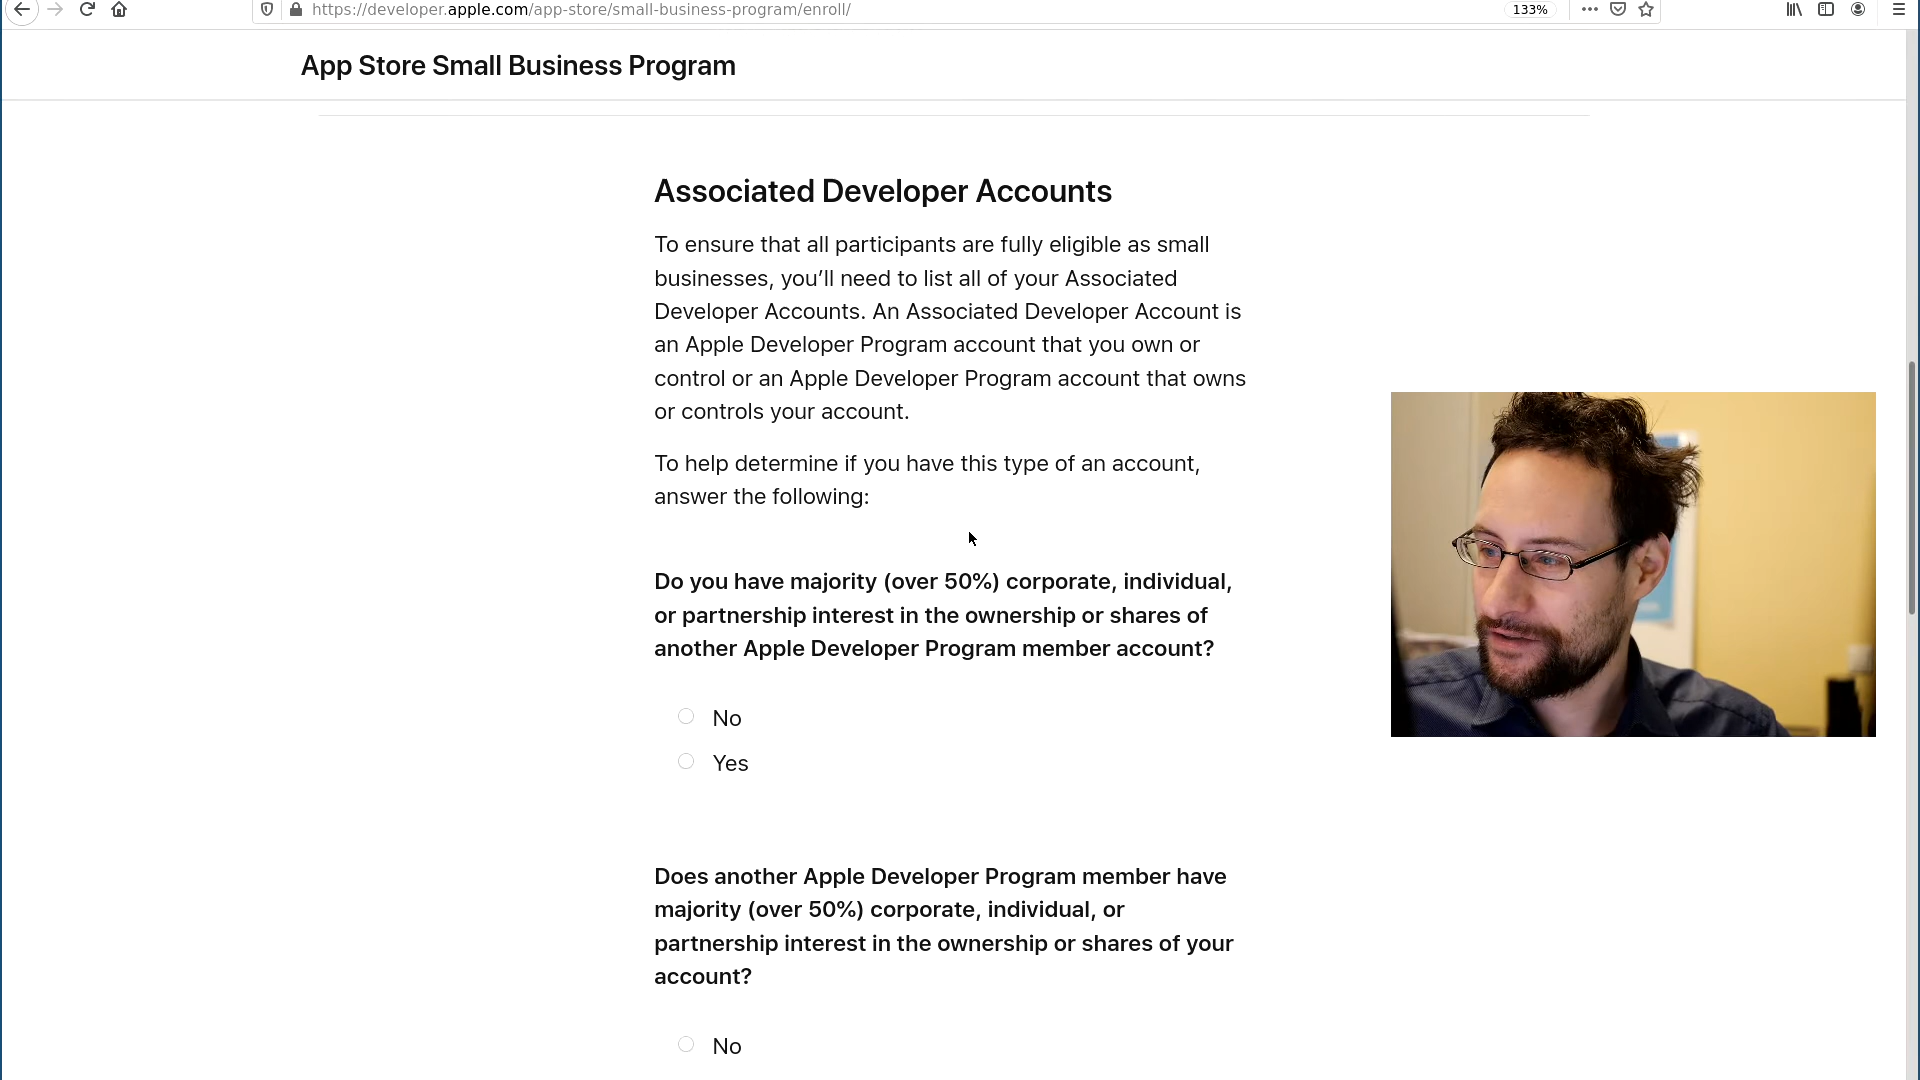 https://developer.apple.com/app-store/small-business-program/enroll/
133%
App Store Small Business Program
Associated Developer Accounts
To ensure that all participants are fully eligible as small
businesses, you’ll need to list all of your Associated
Developer Accounts. An Associated Developer Account is
an Apple Developer Program account that you own or
control or an Apple Developer Program account that owns
or controls your account.
To help determine if you have this type of an account,
answer the following:
Do you have majority (over 50%) corporate, individual,
or partnership interest in the ownership or shares of
another Apple Developer Program member account?
No
Yes
Does another Apple Developer Program member have
majority (over 50%) corporate, individual, or
partnership interest in the ownership or shares of your
account?
No